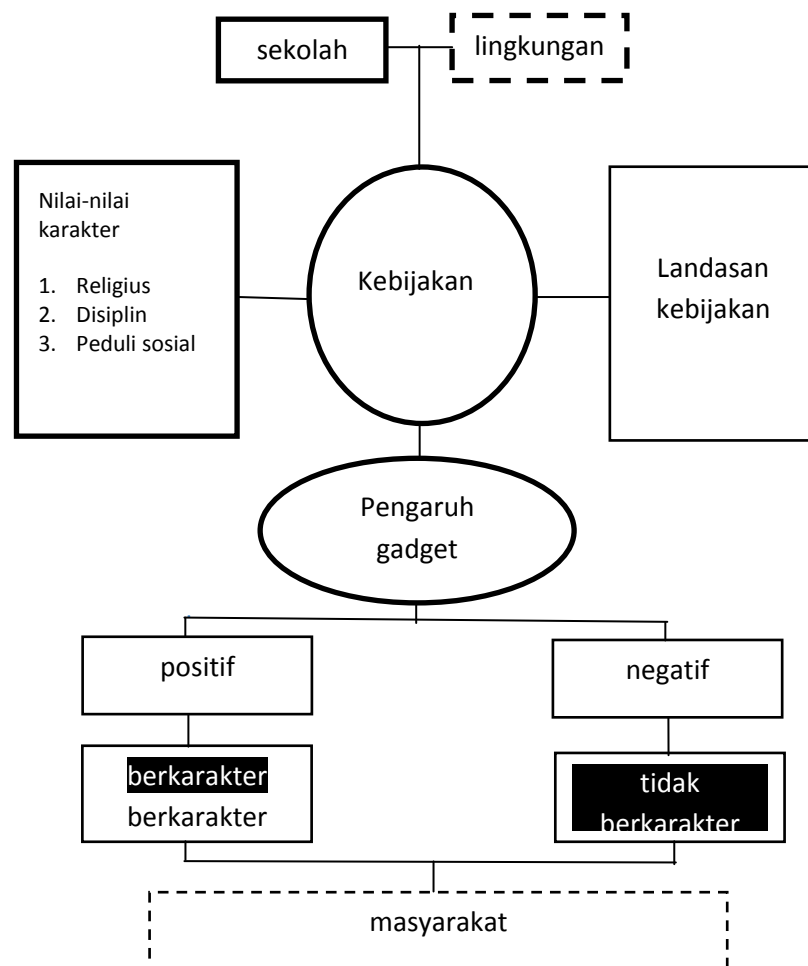 sekolah
lingkungan
Nilai-nilai
karakter
1. Religius
2. Disiplin
3. Peduli sosial
Kebijakan
Landasan
kebijakan
Pengaruh
gadget
positif
negatif
berkarakter
berkarakter
tidak
berkarakter
masyarakat